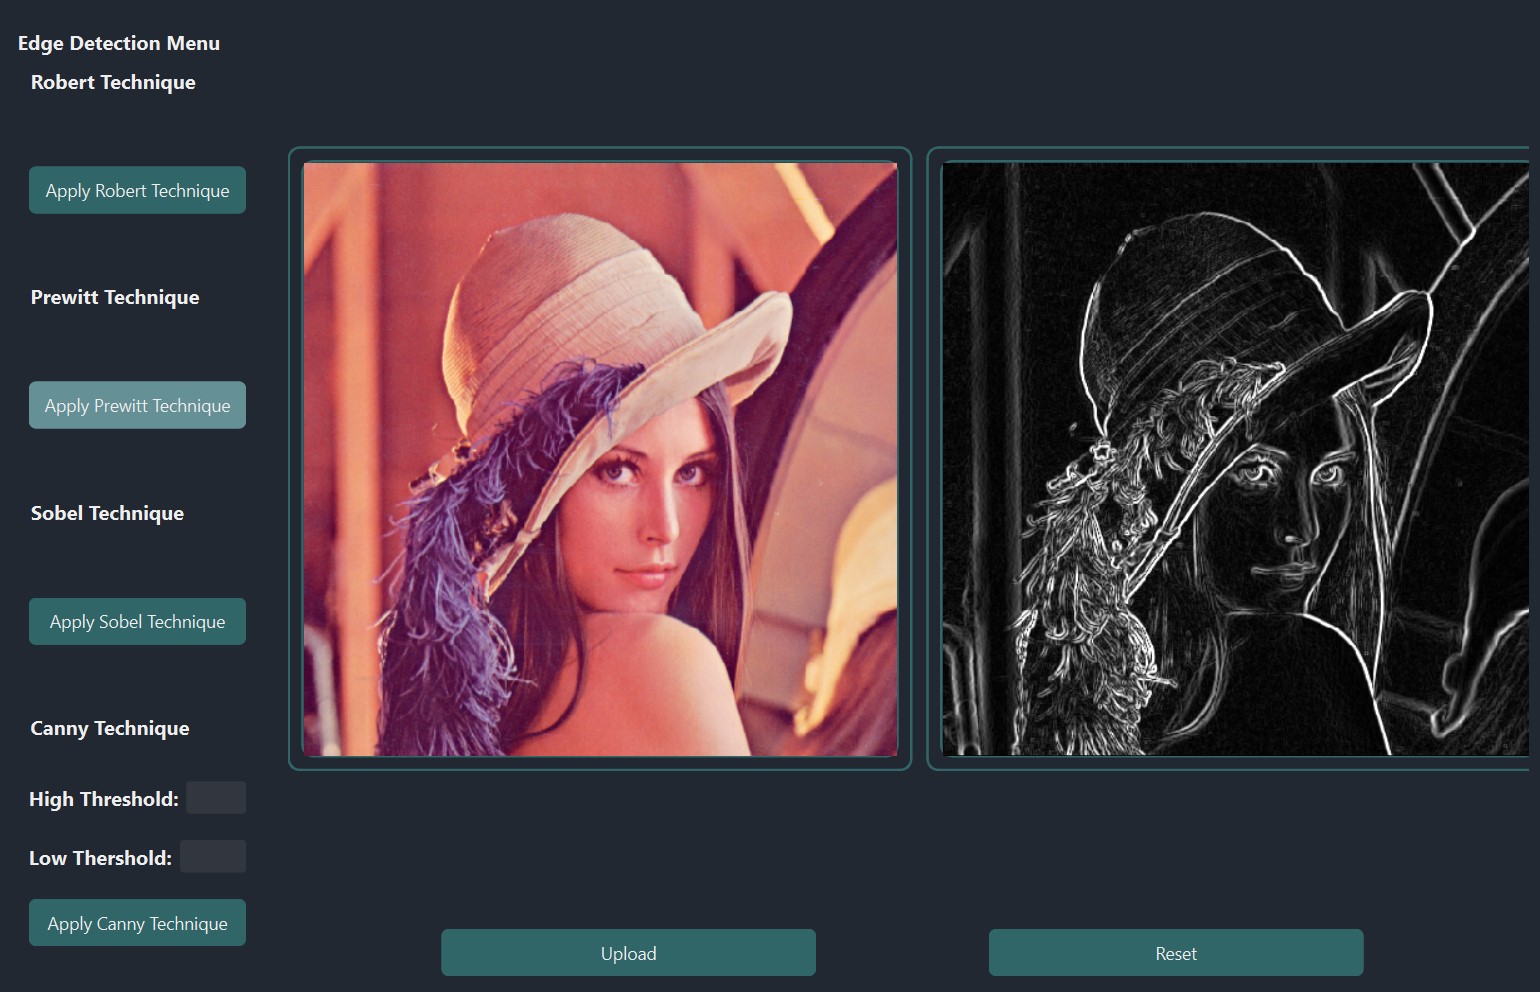 Edge Detection Menu
Robert Technique
Apply Robert Technique
Prewitt Technique
Apply Prewitt Technique
Sobel Technique
Apply Sobel Technique
Canny Technique
High Threshold:
Low Thershold:
Apply Canny Technique
Upload
Reset